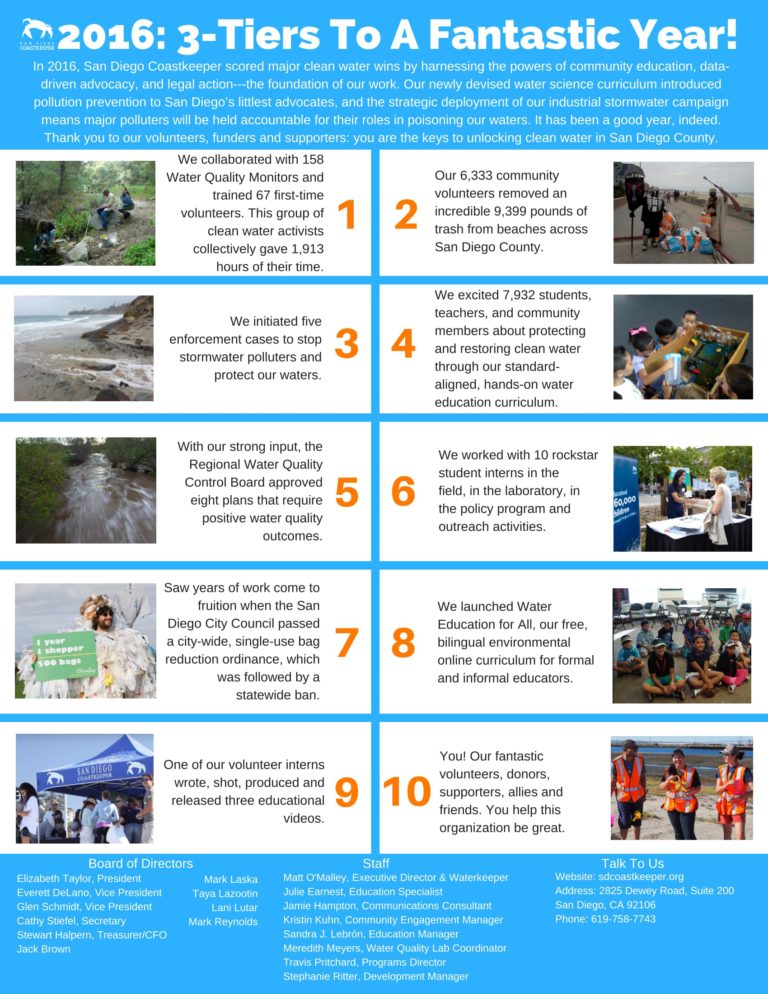 SAN DIEGO
COASTKEEPER
2016: 3-Tiers To A Fantastic Year!
In 2016, San Diego Coastkeeper scored major clean water wins by harnessing the powers of community education, data-
driven advocacy, and legal action---the foundation of our work. Our newly devised water science curriculum introduced
pollution prevention to San Diego's littlest advocates, and the strategic deployment of our industrial stormwater campaign
means major polluters will be held accountable for their roles in poisoning our waters. It has been a good year, indeed.
Thank you to our volunteers, funders and supporters: you are the keys to unlocking clean water in San Diego County.
We collaborated with 158
Water Quality Monitors and
trained 67 first-time
volunteers. This group of
clean water activists
collectively gave 1,913
hours of their time.
1
2
Our 6,333 community
volunteers removed an
incredible 9,399 pounds of
trash from beaches across
San Diego County.
We initiated five
enforcement cases to stop
stormwater polluters and
protect our waters.
3
4
We excited 7,932 students,
teachers, and community
members about protecting
and restoring clean water
through our standard-
aligned, hands-on water
education curriculum.
With our strong input, the
Regional Water Quality
Control Board approved
eight plans that require
positive water quality
outcomes.
5
6
We worked with 10 rockstar
student interns in the
field, in the laboratory, in
the policy program and
outreach activities.
60,000
1 year
1 shopper
500 bags
Saw years of work come to
fruition when the San
Diego City Council passed
a city-wide, single-use bag
reduction ordinance, which
was followed by a
statewide ban.
7
8
We launched Water
Education for All, our free,
bilingual environmental
online curriculum for formal
and informal educators.
SAN DIEGO
COASTKEEPER
One of our volunteer interns
wrote, shot, produced and
released three educational
videos.
9
10
You! Our fantastic
volunteers, donors,
supporters, allies and
friends. You help this
organization be great.
Board of Directors
Elizabeth Taylor, President
Everett DeLano, Vice President
Glen Schmidt, Vice President
Cathy Stiefel, Secretary
Stewart Halpern, Treasurer/CFO
Jack Brown
Mark Laska
Taya Lazootin
Lani Lutar
Mark Reynolds
Staff
Matt O'Malley, Executive Director & Waterkeeper
Julie Earnest, Education Specialist
Jamie Hampton, Communications Consultant
Kristin Kuhn, Community Engagement Manager
Sandra J. Lebrón, Education Manager
Meredith Meyers, Water Quality Lab Coordinator
Travis Pritchard, Programs Director
Stephanie Ritter, Development Manager
Talk To Us
Website: sdcoastkeeper.org
Address: 2825 Dewey Road, Suite 200
San Diego, CA 92106
Phone: 619-758-7743